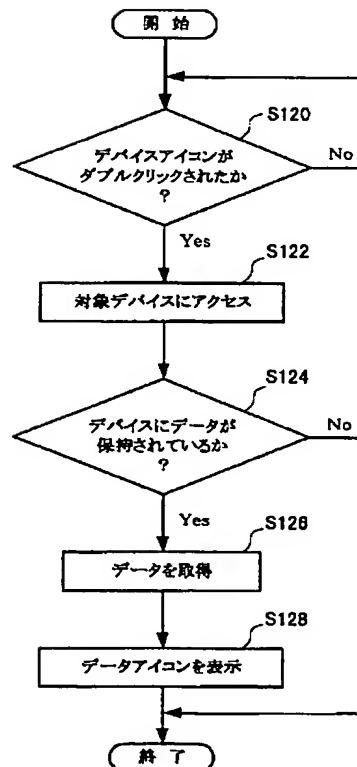 開 始
S120
デバイスアイコンが
ダブルクリックされたか
?
No
Yes
S122
対象デバイスにアクセス
S124
デバイスにデータが
保持されているか
?
No
Yes
S126
データを取得
S128
データアイコンを表示
終 了